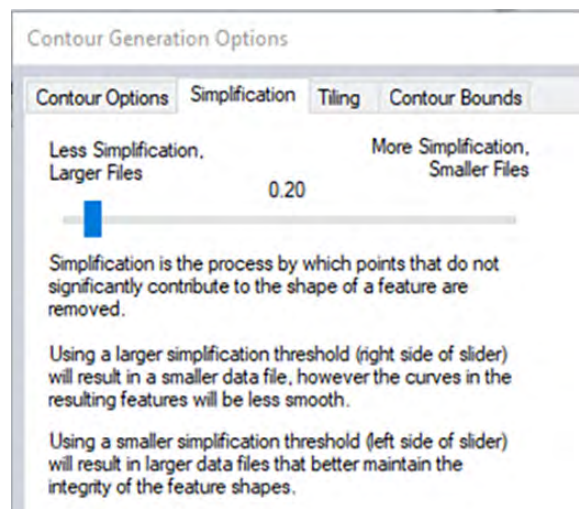 Contour Generation Options
Contour Options Simplification Tiling Contour Bounds
Less Simplification,
Larger Files
More Simplification,
Smaller Files
0.20
Simplification is the process by which points that do not
significantly contribute to the shape of a feature are
removed.
Using a larger simplification threshold (right side of slider)
will result in a smaller data file, however the curves in the
resulting features will be less smooth.
Using a smaller simplification threshold (left side of slider)
will result in larger data files that better maintain the
integrity of the feature shapes.